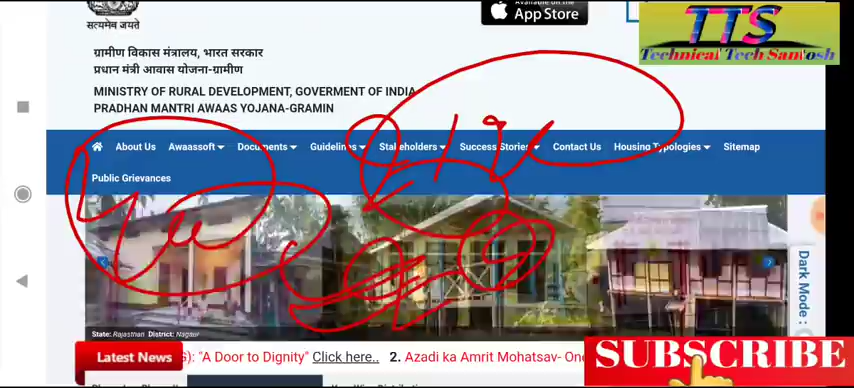 सत्यमेव जयते
Available on the
App Store
TTS
Technical Tech Santosh
ग्रामीण विकास मंत्रालय, भारत सरकार
प्रधान मंत्री आवास योजना-ग्रामीण
MINISTRY OF RURAL DEVELOPMENT, GOVERMENT OF INDIA
PRADHAN MANTRI AWAAS YOJANA-GRAMIN
About Us Awaassoft Documents Guidelines Stakeholders Success Stories Contact Us Housing Typologies Sitemap
Public Grievances
Dark Mode :
State: Rajasthan District: Nagaur
Latest News G): "A Door to Dignity" Click here.. 2. Azadi ka Amrit Mohatsav- One
SUBSCRIBE